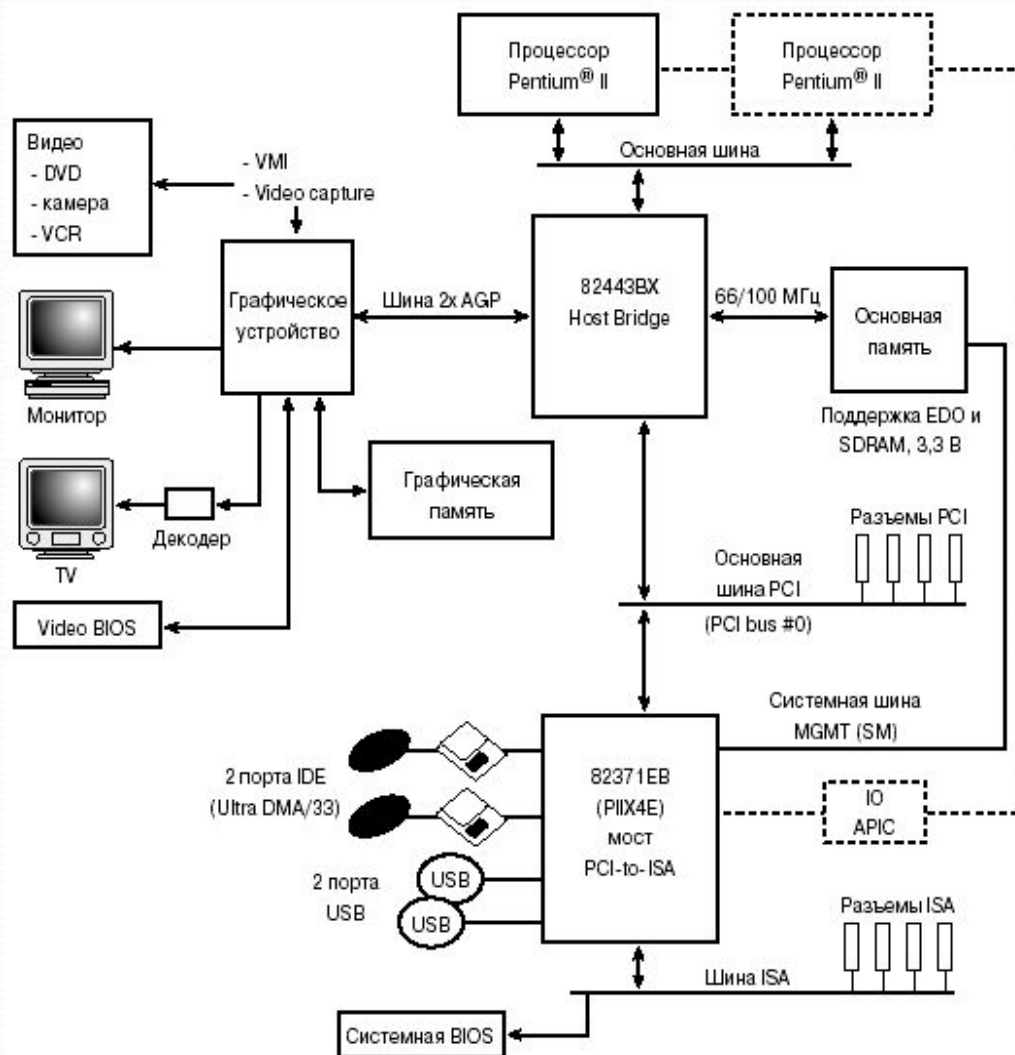 Процессор
Pentium® II
Процессор
Pentium® II
Основная шина
Видео
- DVD
- камера
- VCR
- VMI
- Video capture
Графическое
устройство
Шина 2x AGP
82443BX
Host Bridge
66/100 МГц
Основная
память
Поддержка EDO и
SDRAM, 3,3 В
Монитор
Графическая
память
Декодер
TV
Video BIOS
Разъемы PCI
Основная
шина PCI
(PCI bus #0)
Системная шина
MGMT (SM)
2 порта IDE
(Ultra DMA/33)
82371EB
(PIIX4E)
мост
PCI-to-ISA
IO
APIC
2 порта
USB
USB
USB
Разъемы ISA
Шина ISA
Системная BIOS